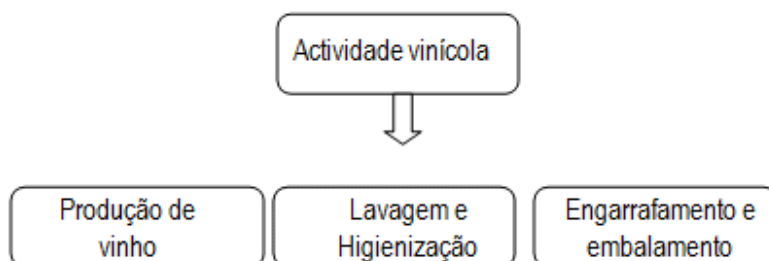 Actividade vinícola
Produção de
vinho
Lavagem e
Higienização
Engarrafamento e
embalamento